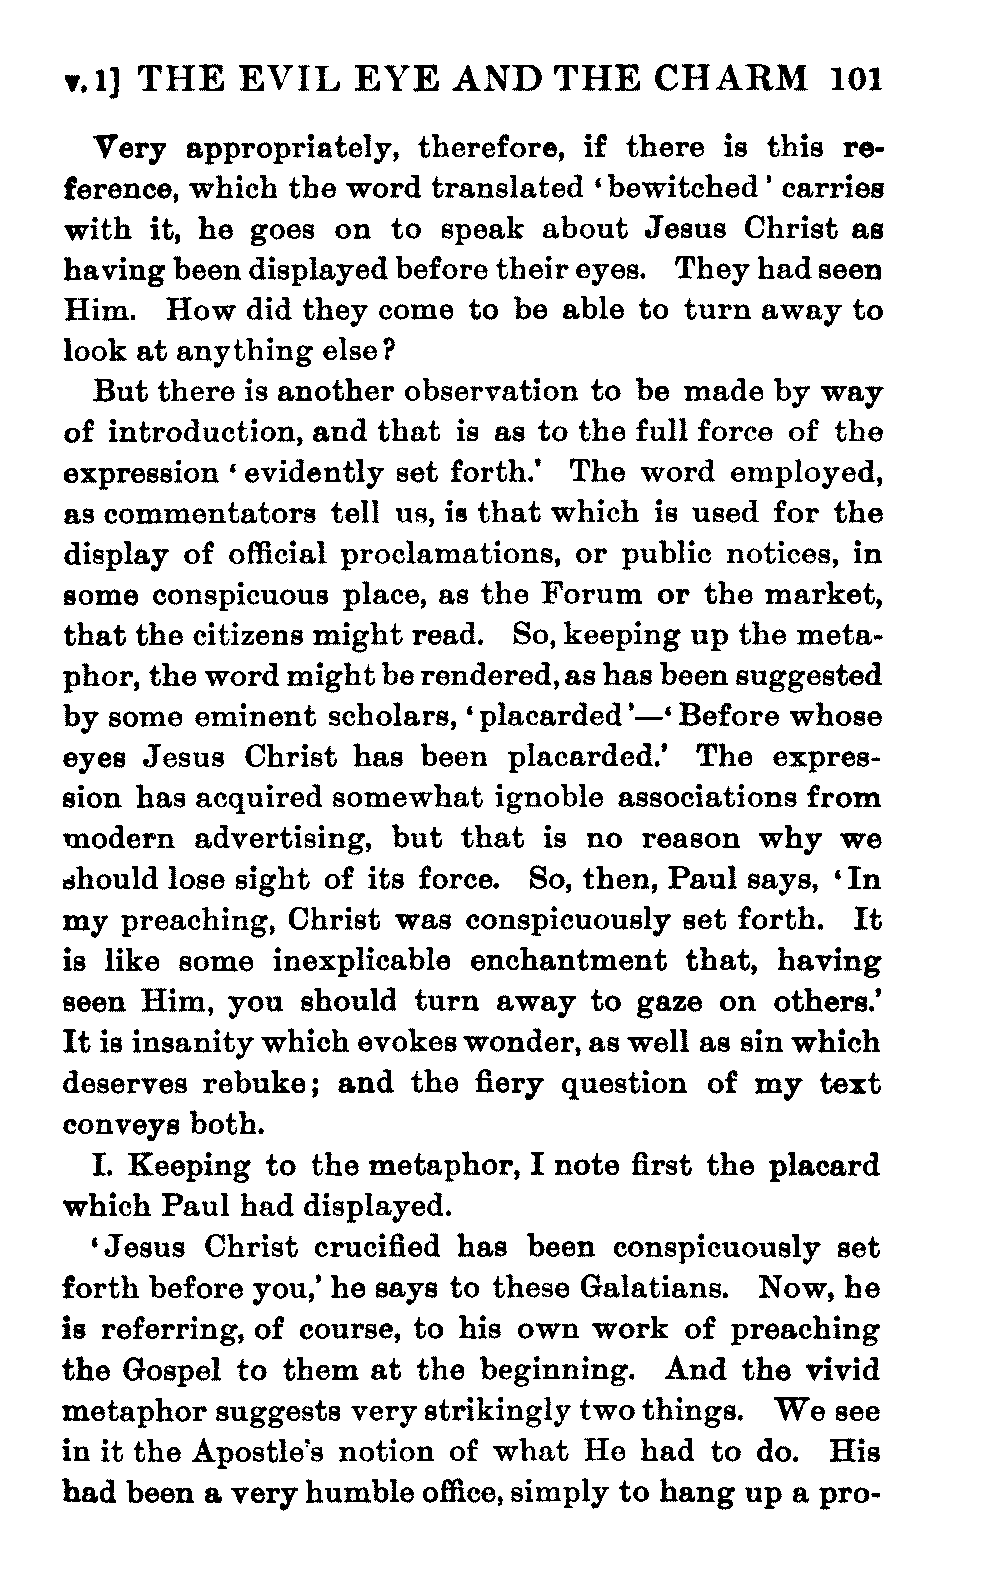 v. 1] THE EVIL EYE AND THE CHARM 101
Very appropriately, therefore, if there is this re-
ference, which the word translated ‘bewitched’ carries
with it, he goes on to speak about Jesus Christ as
having been displayed before their eyes. They had seen
Him. How did they come to be able to turn away to
look at anything else?
But there is another observation to be made by way
of introduction, and that is as to the full force of the
expression ‘evidently set forth.’ The word employed,
as commentators tell us, is that which is used for the
display of official proclamations, or public notices, in
some conspicuous place, as the Forum or the market,
that the citizens might read. So, keeping up the meta-
phor, the word might be rendered, as has been suggested
by some eminent scholars, ‘placarded’—‘Before whose
eyes Jesus Christ has been placarded.’ The expres-
sion has acquired somewhat ignoble associations from
modern advertising, but that is no reason why we
should lose sight of its force. So, then, Paul says, ‘In
my preaching, Christ was conspicuously set forth. It
is like some inexplicable enchantment that, having
seen Him, you should turn away to gaze on others.’
It is insanity which evokes wonder, as well as sin which
deserves rebuke; and the fiery question of my text
conveys both.
I. Keeping to the metaphor, I note first the placard
which Paul had displayed.
‘Jesus Christ crucified has been conspicuously set
forth before you,’ he says to these Galatians. Now, he
is referring, of course, to his own work of preaching
the Gospel to them at the beginning. And the vivid
metaphor suggests very strikingly two things. We see
in it the Apostle's notion of what He had to do. His
had been a very humble office, simply to hang up a pro-